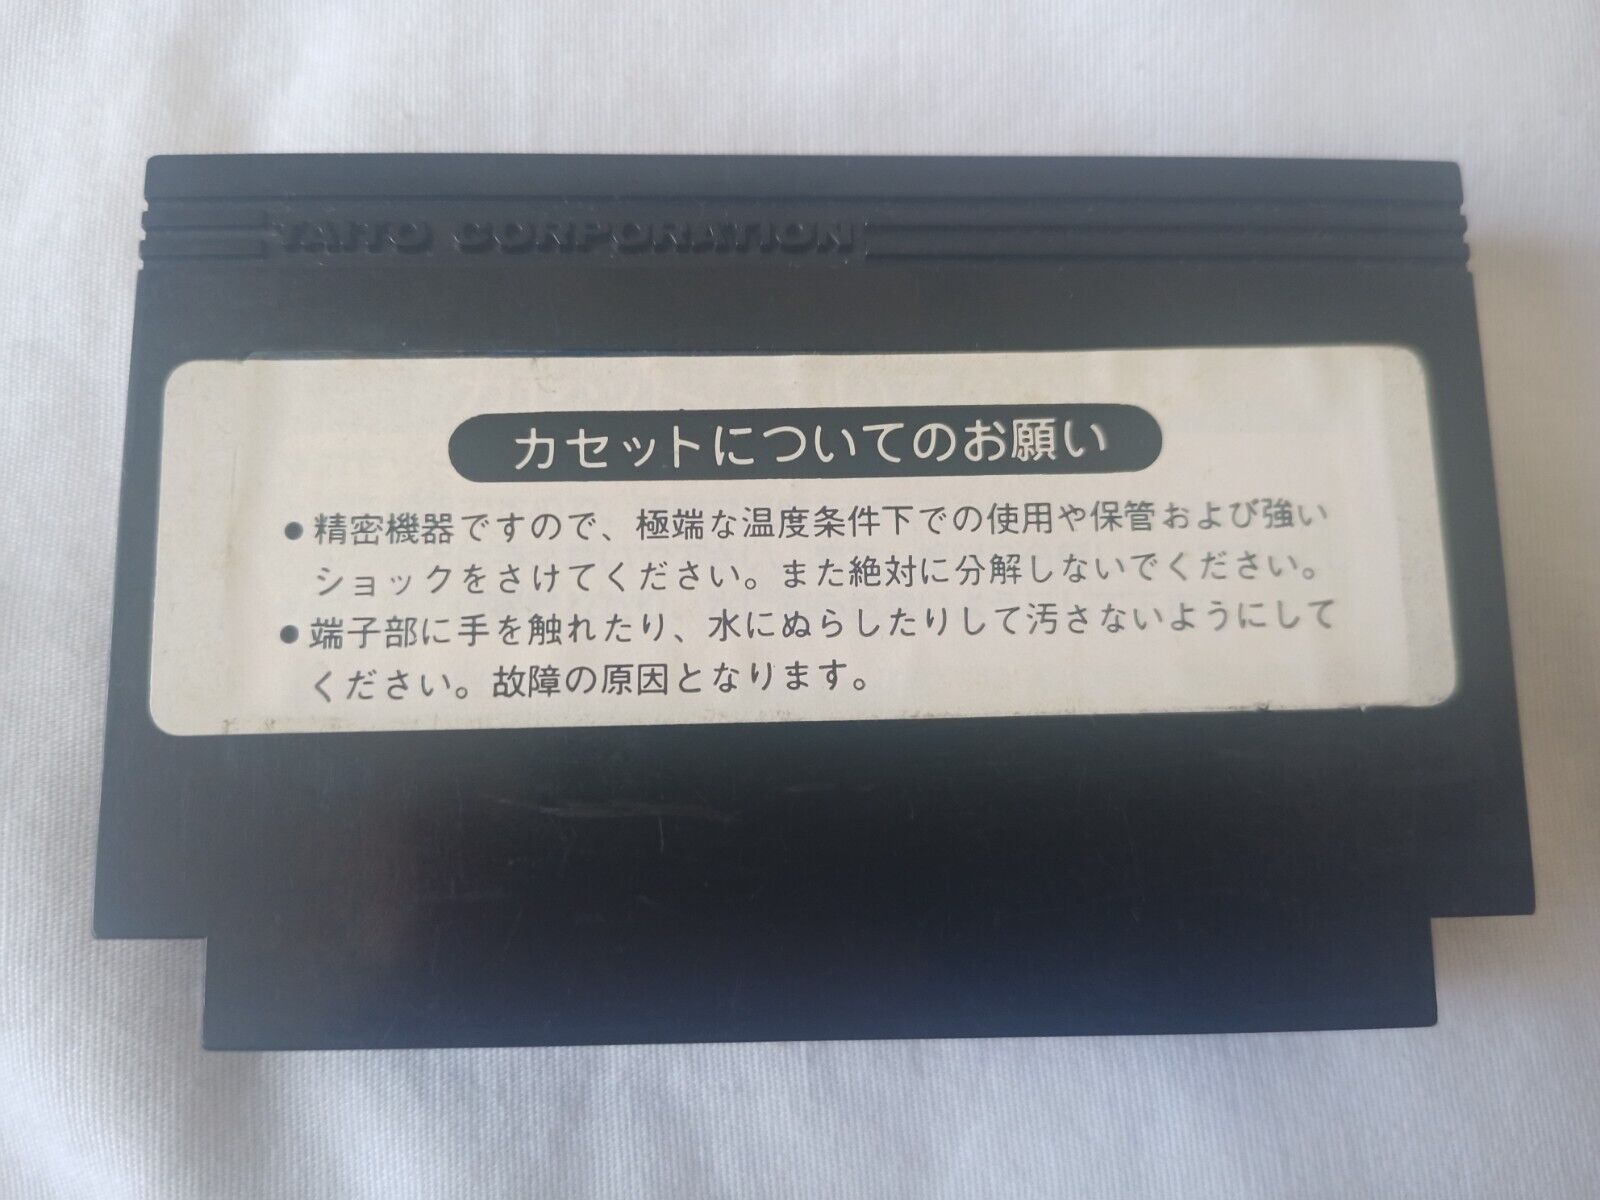 TAITO CORPORATION
カセットについてのお願い
●精密機器ですので、極端な温度条件下での使用や保管および強い
ショックをさけてください。また絶対に分解しないでください。
●端子部に手を触れたり、水にぬらしたりして汚さないようにして
ください。故障の原因となります。